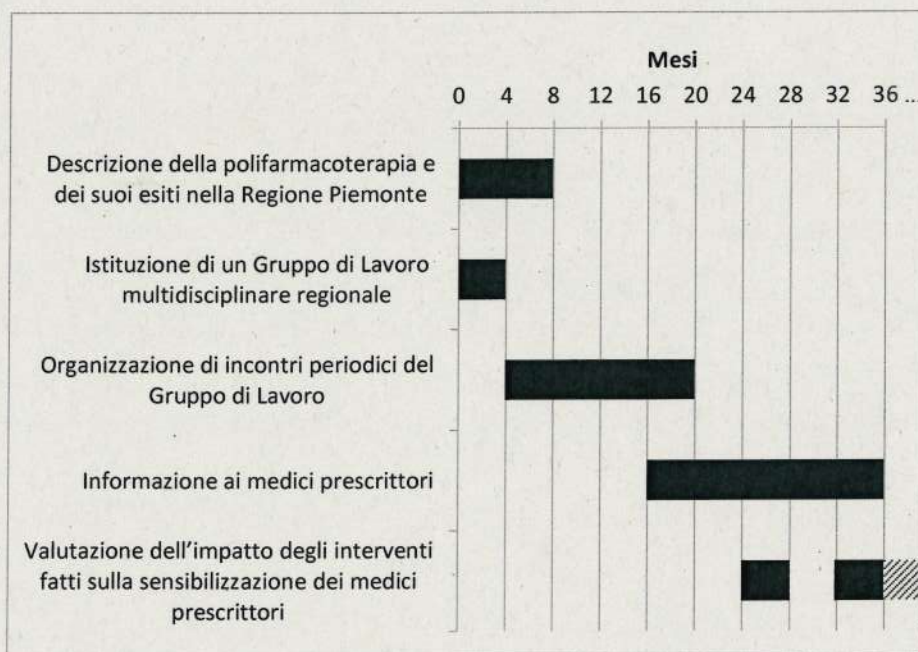 Mesi
0 4 8 12 16 20 24 28 32 36 ...
Descrizione della polifarmacoterapia e
dei suoi esiti nella Regione Piemonte
Istituzione di un Gruppo di Lavoro
multidisciplinare regionale
Organizzazione di incontri periodici del
Gruppo di Lavoro
Informazione ai medici prescrittori
Valutazione dell'impatto degli interventi
fatti sulla sensibilizzazione dei medici
prescrittori